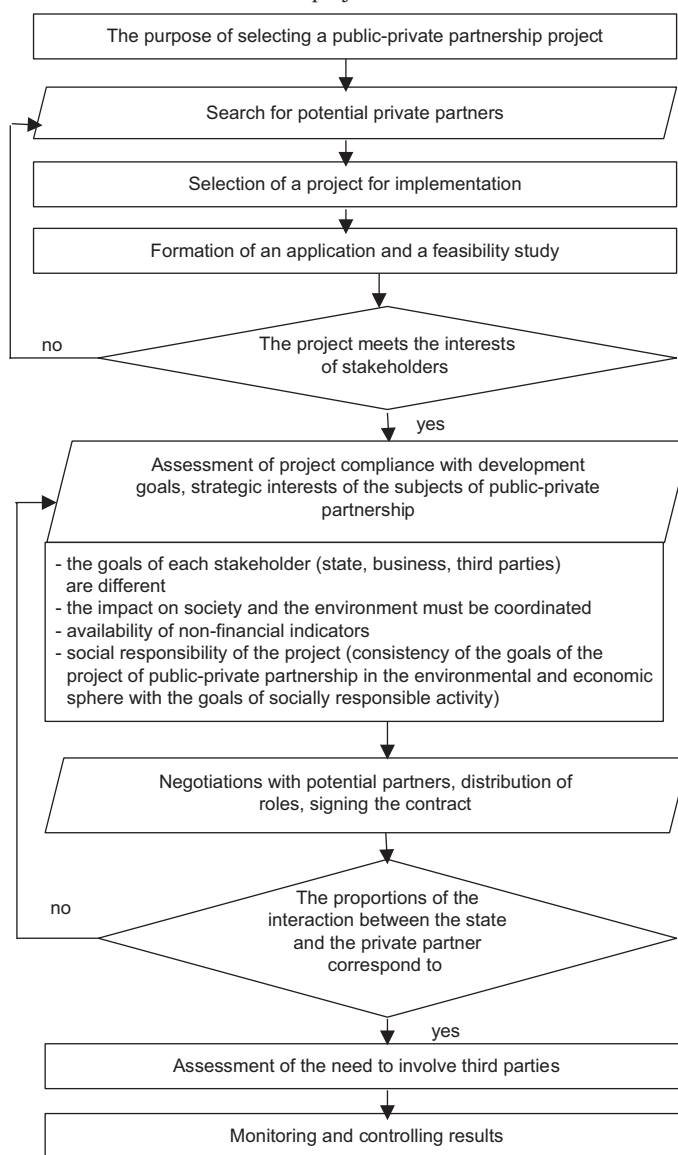 The purpose of selecting a public-private partnership project
Search for potential private partners
Selection of a project for implementation
Formation of an application and a feasibility study
The project meets the interests
of stakeholders
no
yes
Assessment of project compliance with development
goals, strategic interests of the subjects of public-private
partnership
- the goals of each stakeholder (state, business, third parties)
are different
- the impact on society and the environment must be coordinated
- availability of non-financial indicators
- social responsibility of the project (consistency of the goals of the
project of public-private partnership in the environmental and economic
sphere with the goals of socially responsible activity)
Negotiations with potential partners, distribution of
roles, signing the contract
The proportions of the
interaction between the state
and the private partner
correspond to
no
yes
Assessment of the need to involve third parties
Monitoring and controlling results